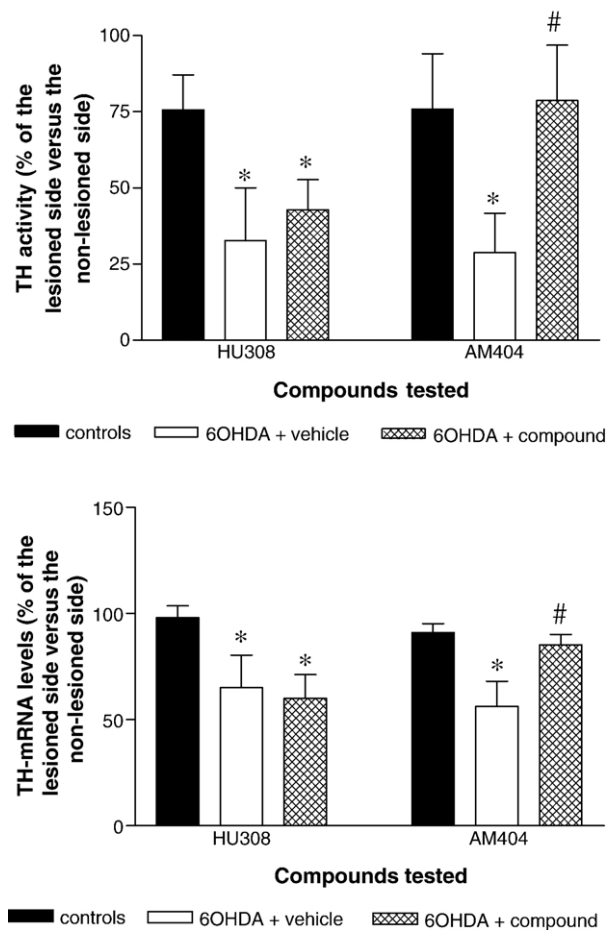 TH activity (% of the
lesioned side versus the
non-lesioned side)
100
75
50
25
0
*
*
*
#
HU308
AM404
Compounds tested
controls
6OHDA + vehicle
6OHDA + compound
TH-mRNA levels (% of the
lesioned side versus the
non-lesioned side)
150
100
50
0
*
*
*
#
HU308
AM404
Compounds tested
controls
6OHDA + vehicle
6OHDA + compound